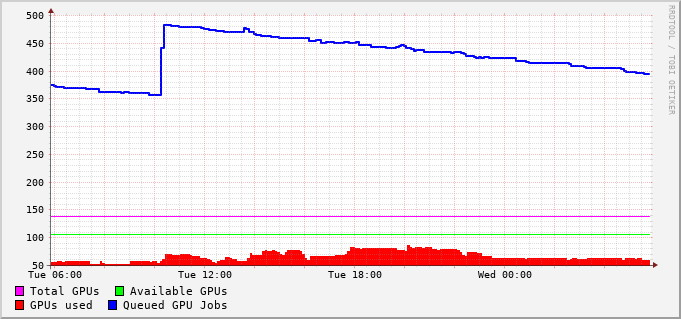 500
450
400
350
300
250
200
150
100
50
Tue 06:00 Tue 12:00 Tue 18:00 Wed 00:00
Total GPUs Available GPUs
GPUs used Queued GPU Jobs
RRDTOOL / TOBI OETIKER